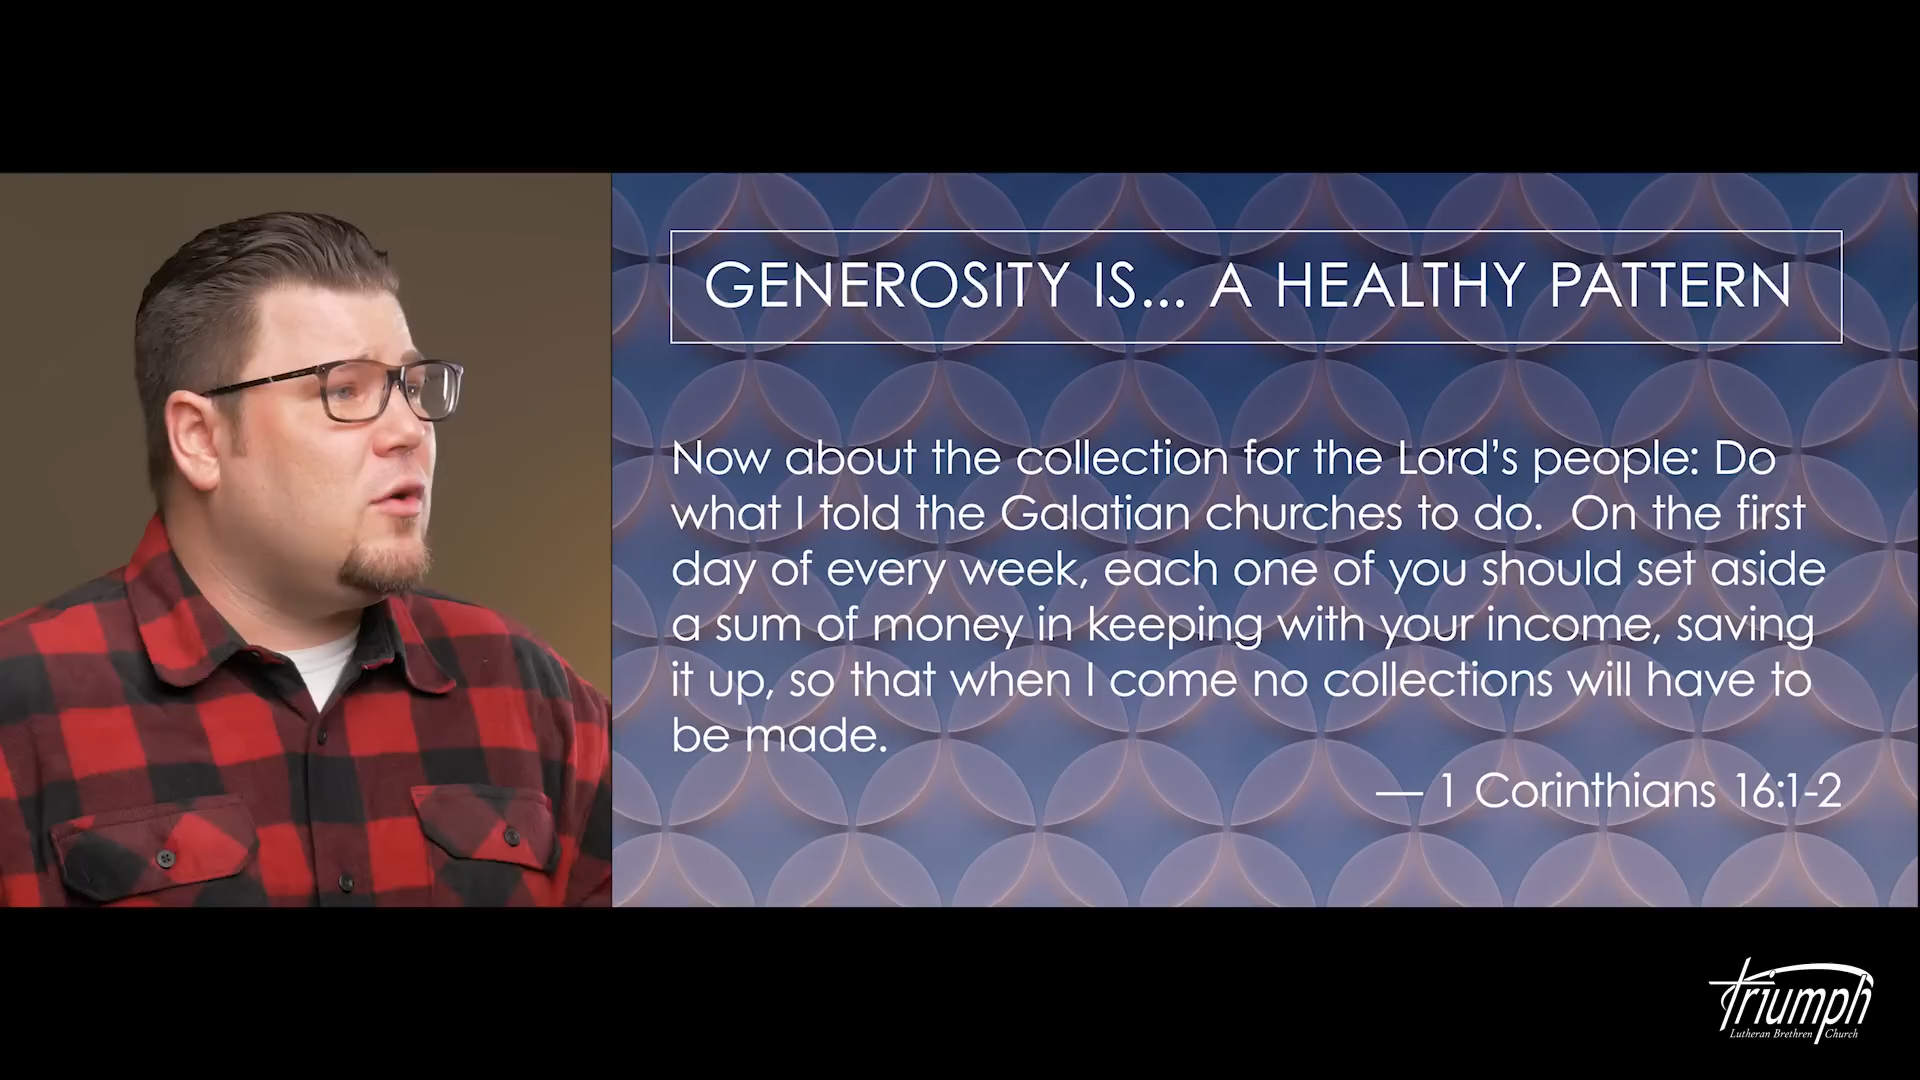 GENEROSITY IS... A HEALTHY PATTERN
Now about the collection for the Lord’s people: Do
what I told the Galatian churches to do.  On the first
day of every week, each one of you should set aside
a sum of money in keeping with your income, saving
it up, so that when I come no collections will have to
be made.
— 1 Corinthians 16:1-2
triumph
Lutheran Brethren Church